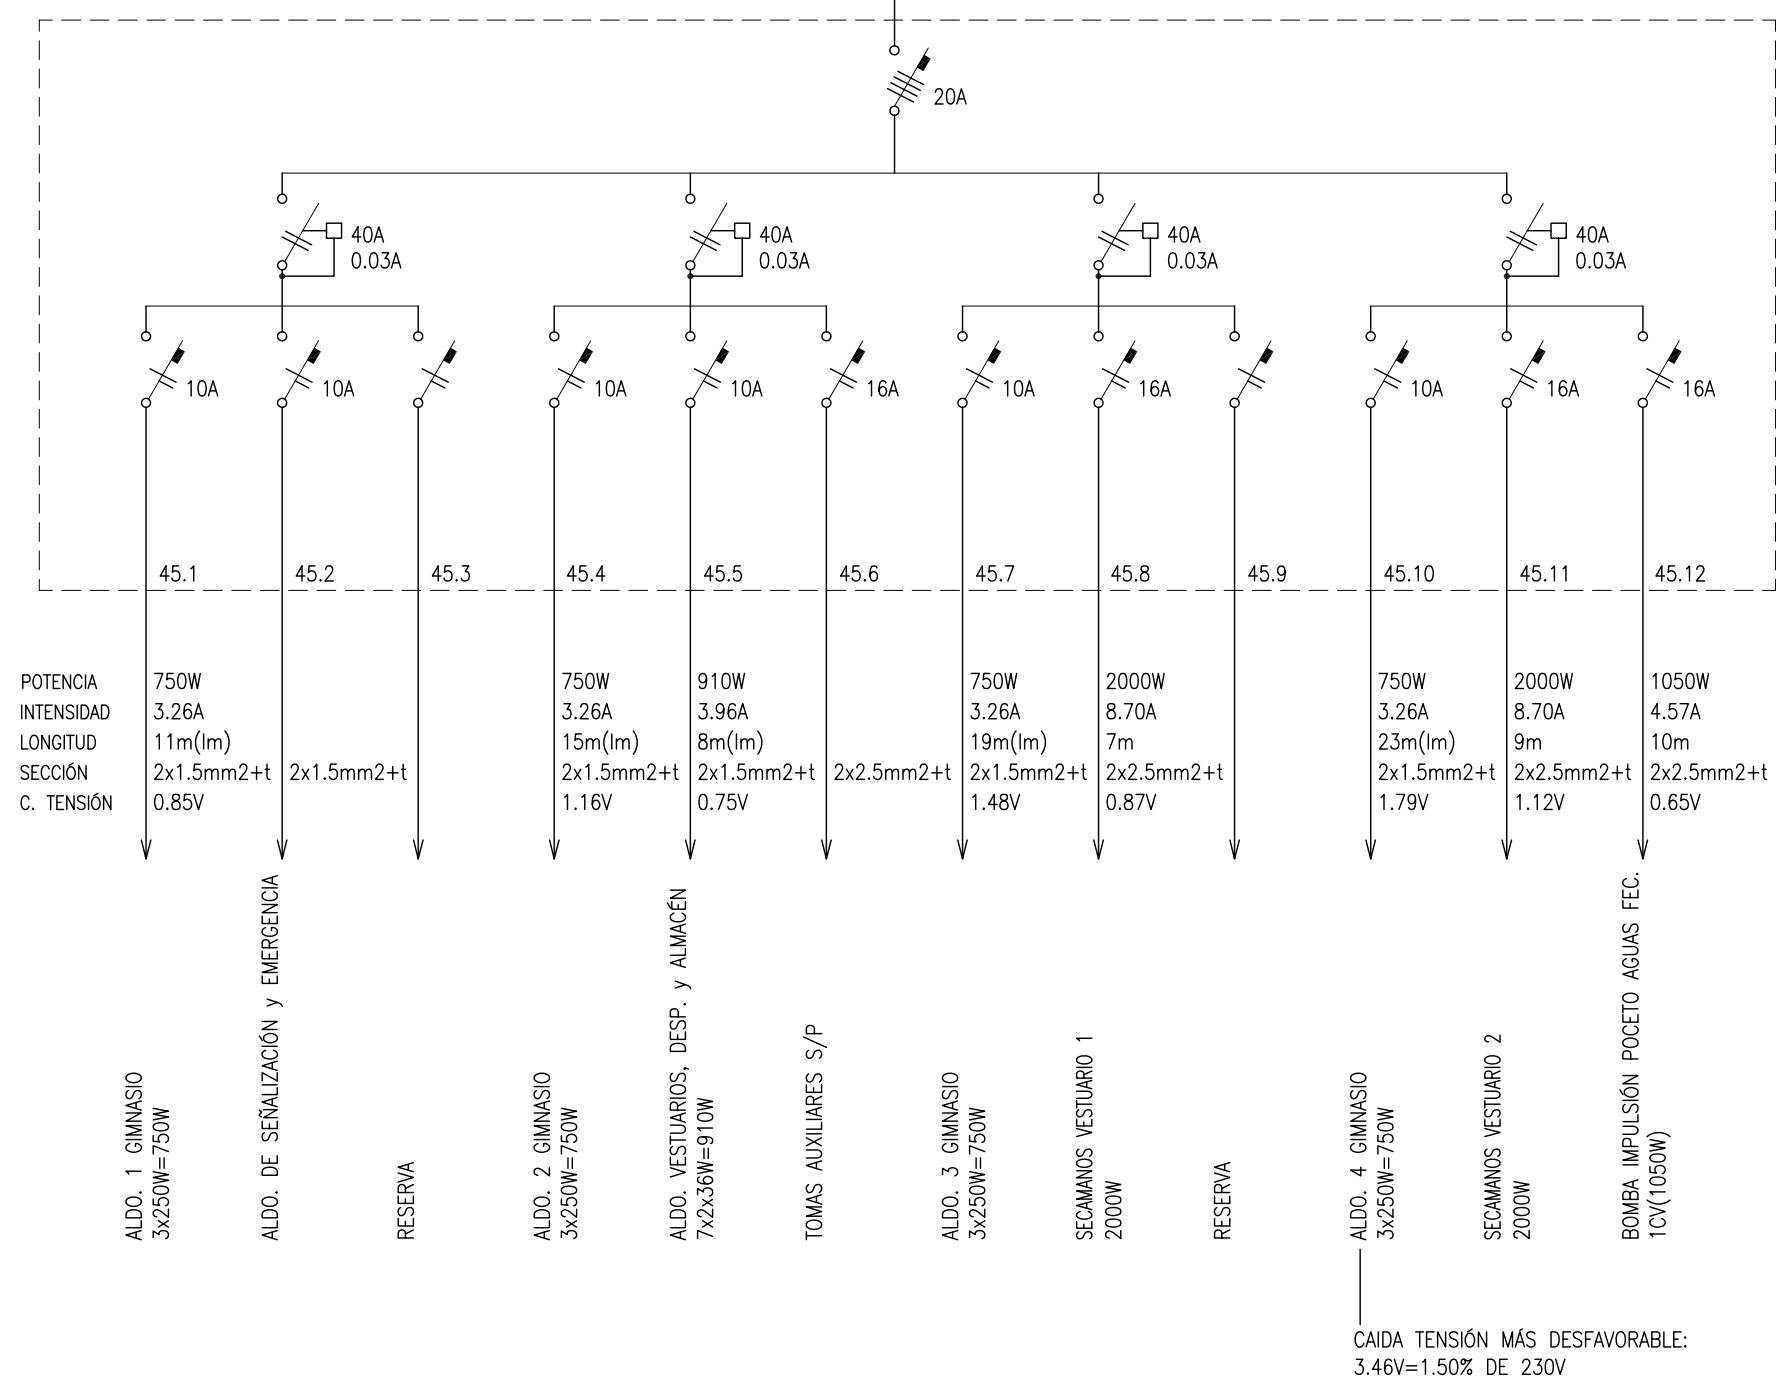 20A
40A
0.03A
40A
0.03A
40A
0.03A
40A
0.03A
10A
10A
10A
10A
16A
10A
16A
10A
16A
16A
45.1
45.2
45.3
45.4
45.5
45.6
45.7
45.8
45.9
45.10
45.11
45.12
POTENCIA 750W 750W 910W 750W 2000W 750W 2000W 1050W
INTENSIDAD 3.26A 3.26A 3.96A 3.26A 8.70A 3.26A 8.70A 4.57A
LONGITUD 11m(lm) 15m(lm) 8m(lm) 19m(lm) 7m 23m(lm) 9m 10m
SECCIÓN 2x1.5mm2+t 2x1.5mm2+t 2x1.5mm2+t 2x1.5mm2+t 2x2.5mm2+t 2x1.5mm2+t 2x2.5mm2+t 2x1.5mm2+t 2x2.5mm2+t 2x2.5mm2+t
C. TENSIÓN 0.85V 1.16V 0.75V 1.48V 0.87V 1.79V 1.12V 0.65V
ALDO. 1 GIMNASIO
3x250W=750W
ALDO. DE SEÑALIZACIÓN y EMERGENCIA
RESERVA
ALDO. 2 GIMNASIO
3x250W=750W
ALDO. VESTUARIOS, DESP. y ALMACÉN
7x2x36W=910W
TOMAS AUXILIARES S/P
ALDO. 3 GIMNASIO
3x250W=750W
SECAMANOS VESTUARIO 1
2000W
RESERVA
ALDO. 4 GIMNASIO
3x250W=750W
SECAMANOS VESTUARIO 2
2000W
BOMBA IMPULSIÓN POCETO AGUAS FEC.
1CV(1050W)
CAIDA TENSIÓN MÁS DESFAVORABLE:
3.46V=1.50% DE 230V